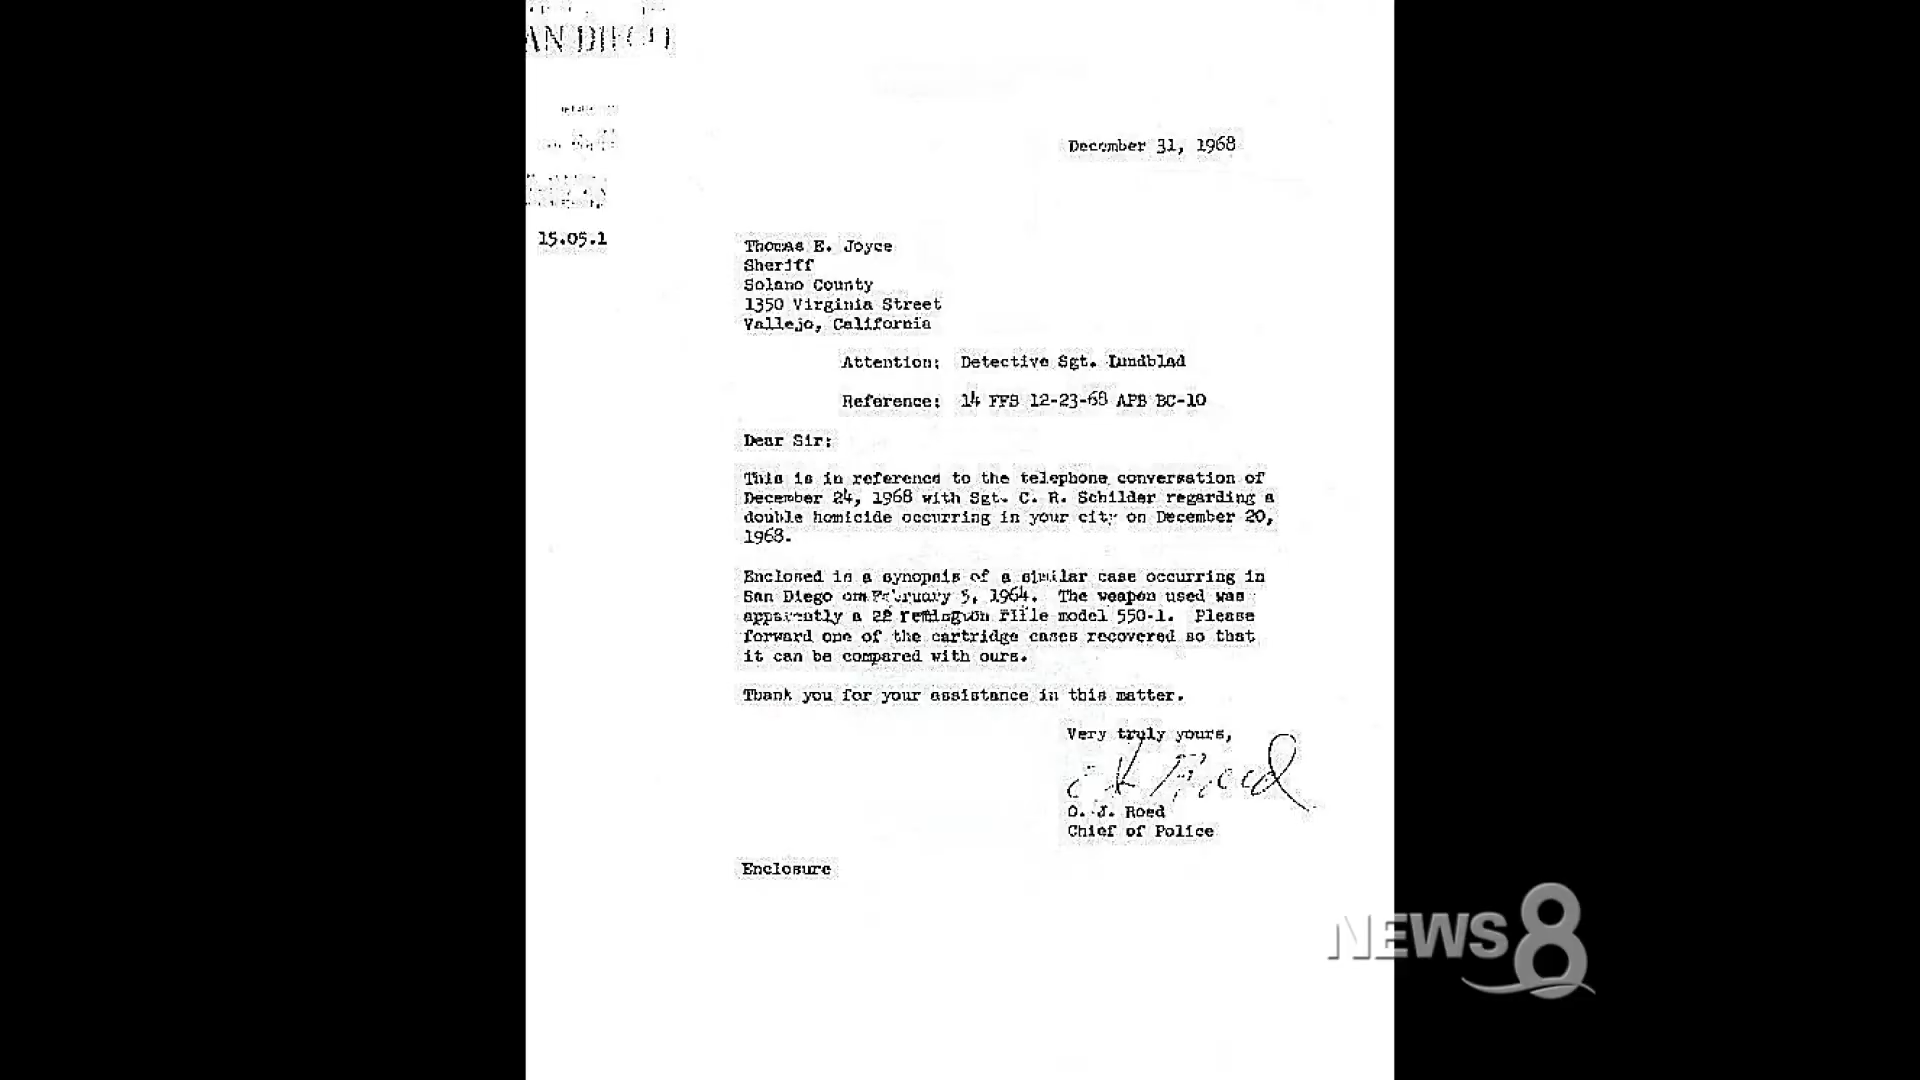 AN DIEGO
December 31, 1968
15.05.1
Thomas E. Joyce
Sheriff
Solano County
1350 Virginia Street
Vallejo, California
Attention: Detective Sgt. Lundblad
Reference: 14 FFS 12-23-68 APB BC-10
Dear Sir:
This is in reference to the telephone conversation of
December 24, 1968 with Sgt. C. R. Schilder regarding a
double homicide occurring in your city on December 20,
1968.
Enclosed is a synopsis of a similar case occurring in
San Diego on February 5, 1964. The weapon used was
apparently a 22 remington rifle model 550-1. Please
forward one of the cartridge cases recovered so that
it can be compared with ours.
Thank you for your assistance in this matter.
Very truly yours,
O. J. Roed
Chief of Police
Enclosure
NEWS 8